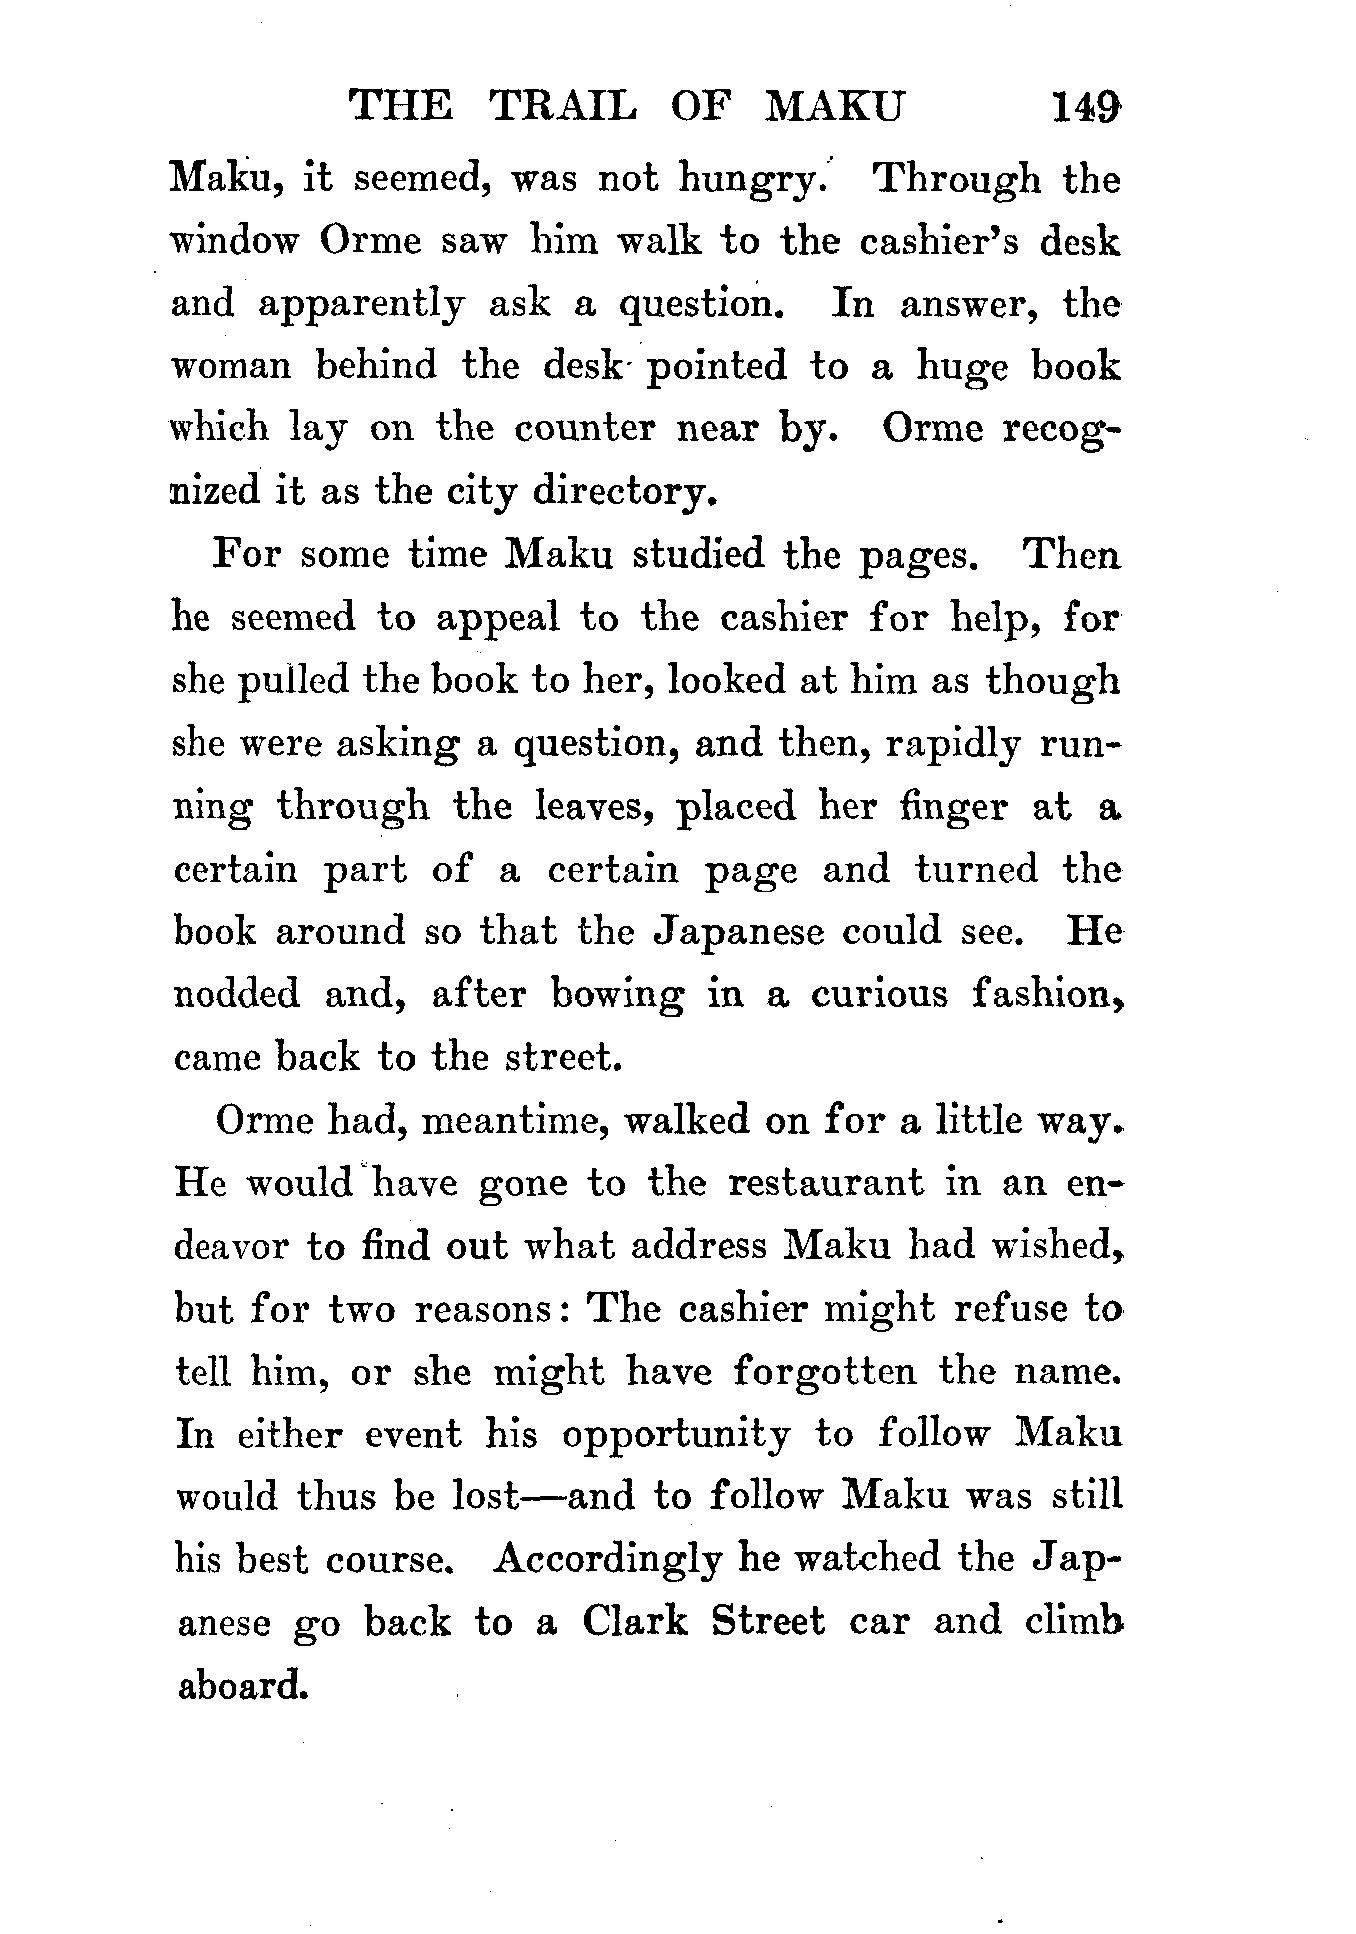 THE TRAIL OF MAKU 149
Maku, it seemed, was not hungry. Through the
window Orme saw him walk to the cashier's desk
and apparently ask a question. In answer, the
woman behind the desk pointed to a huge book
which lay on the counter near by. Orme recog-
nized it as the city directory.
For some time Maku studied the pages. Then
he seemed to appeal to the cashier for help, for
she pulled the book to her, looked at him as though
she were asking a question, and then, rapidly run-
ning through the leaves, placed her finger at a
certain part of a certain page and turned the
book around so that the Japanese could see. He
nodded and, after bowing in a curious fashion,
came back to the street.
Orme had, meantime, walked on for a little way.
He would have gone to the restaurant in an en-
deavor to find out what address Maku had wished,
but for two reasons: The cashier might refuse to
tell him, or she might have forgotten the name.
In either event his opportunity to follow Maku
would thus be lost—and to follow Maku was still
his best course. Accordingly he watched the Jap-
anese go back to a Clark Street car and climb
aboard.